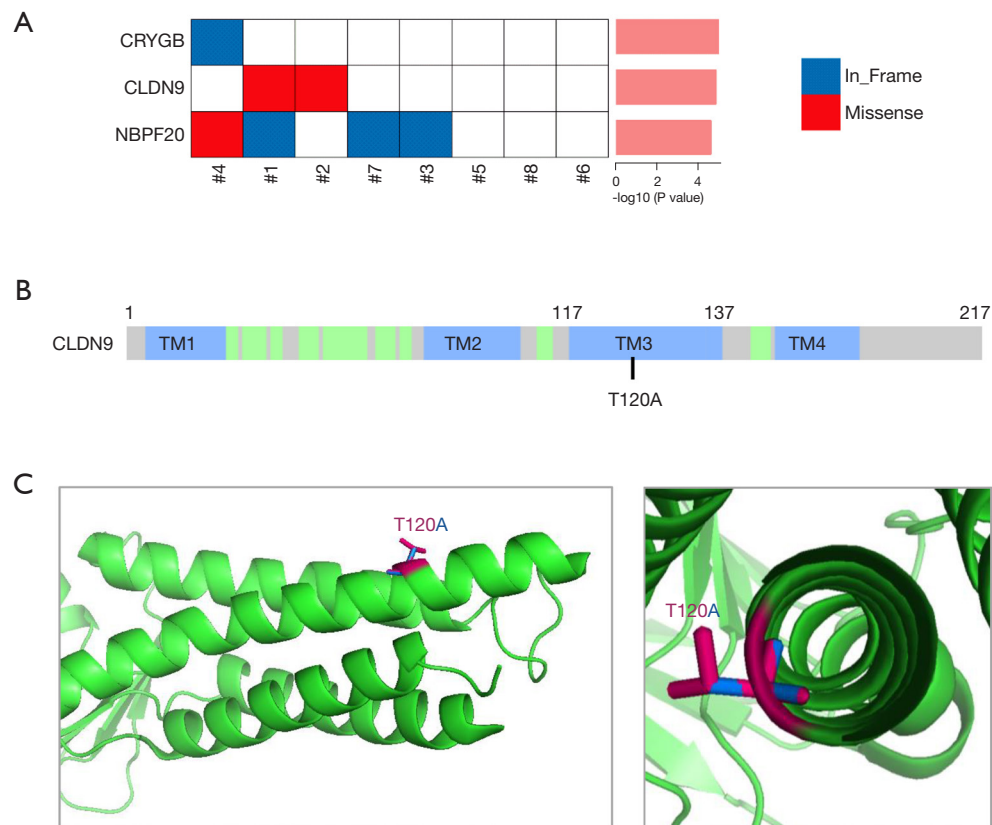 A
CRYGB
CLDN9
NBPF20
#4 #1 #2 #7 #3 #5 #8 #6
0 2 4
-log10 (P value)
In_Frame
Missense
B
1 117 137 217
CLDN9 TM1 TM2 TM3 TM4
T120A
C
T120A
T120A